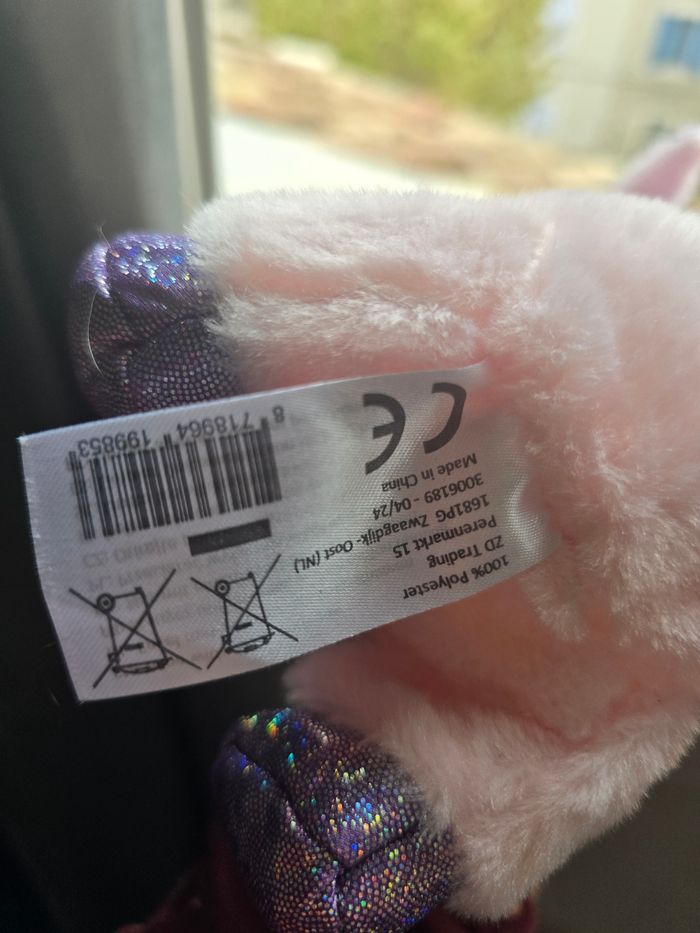 100% Polyester
ZD Trading
Perenmarkt 15
1681PG Zwaagdijk- Oost (NL)
3006189 - 04/24
Made in China
CE
8 718964 199853